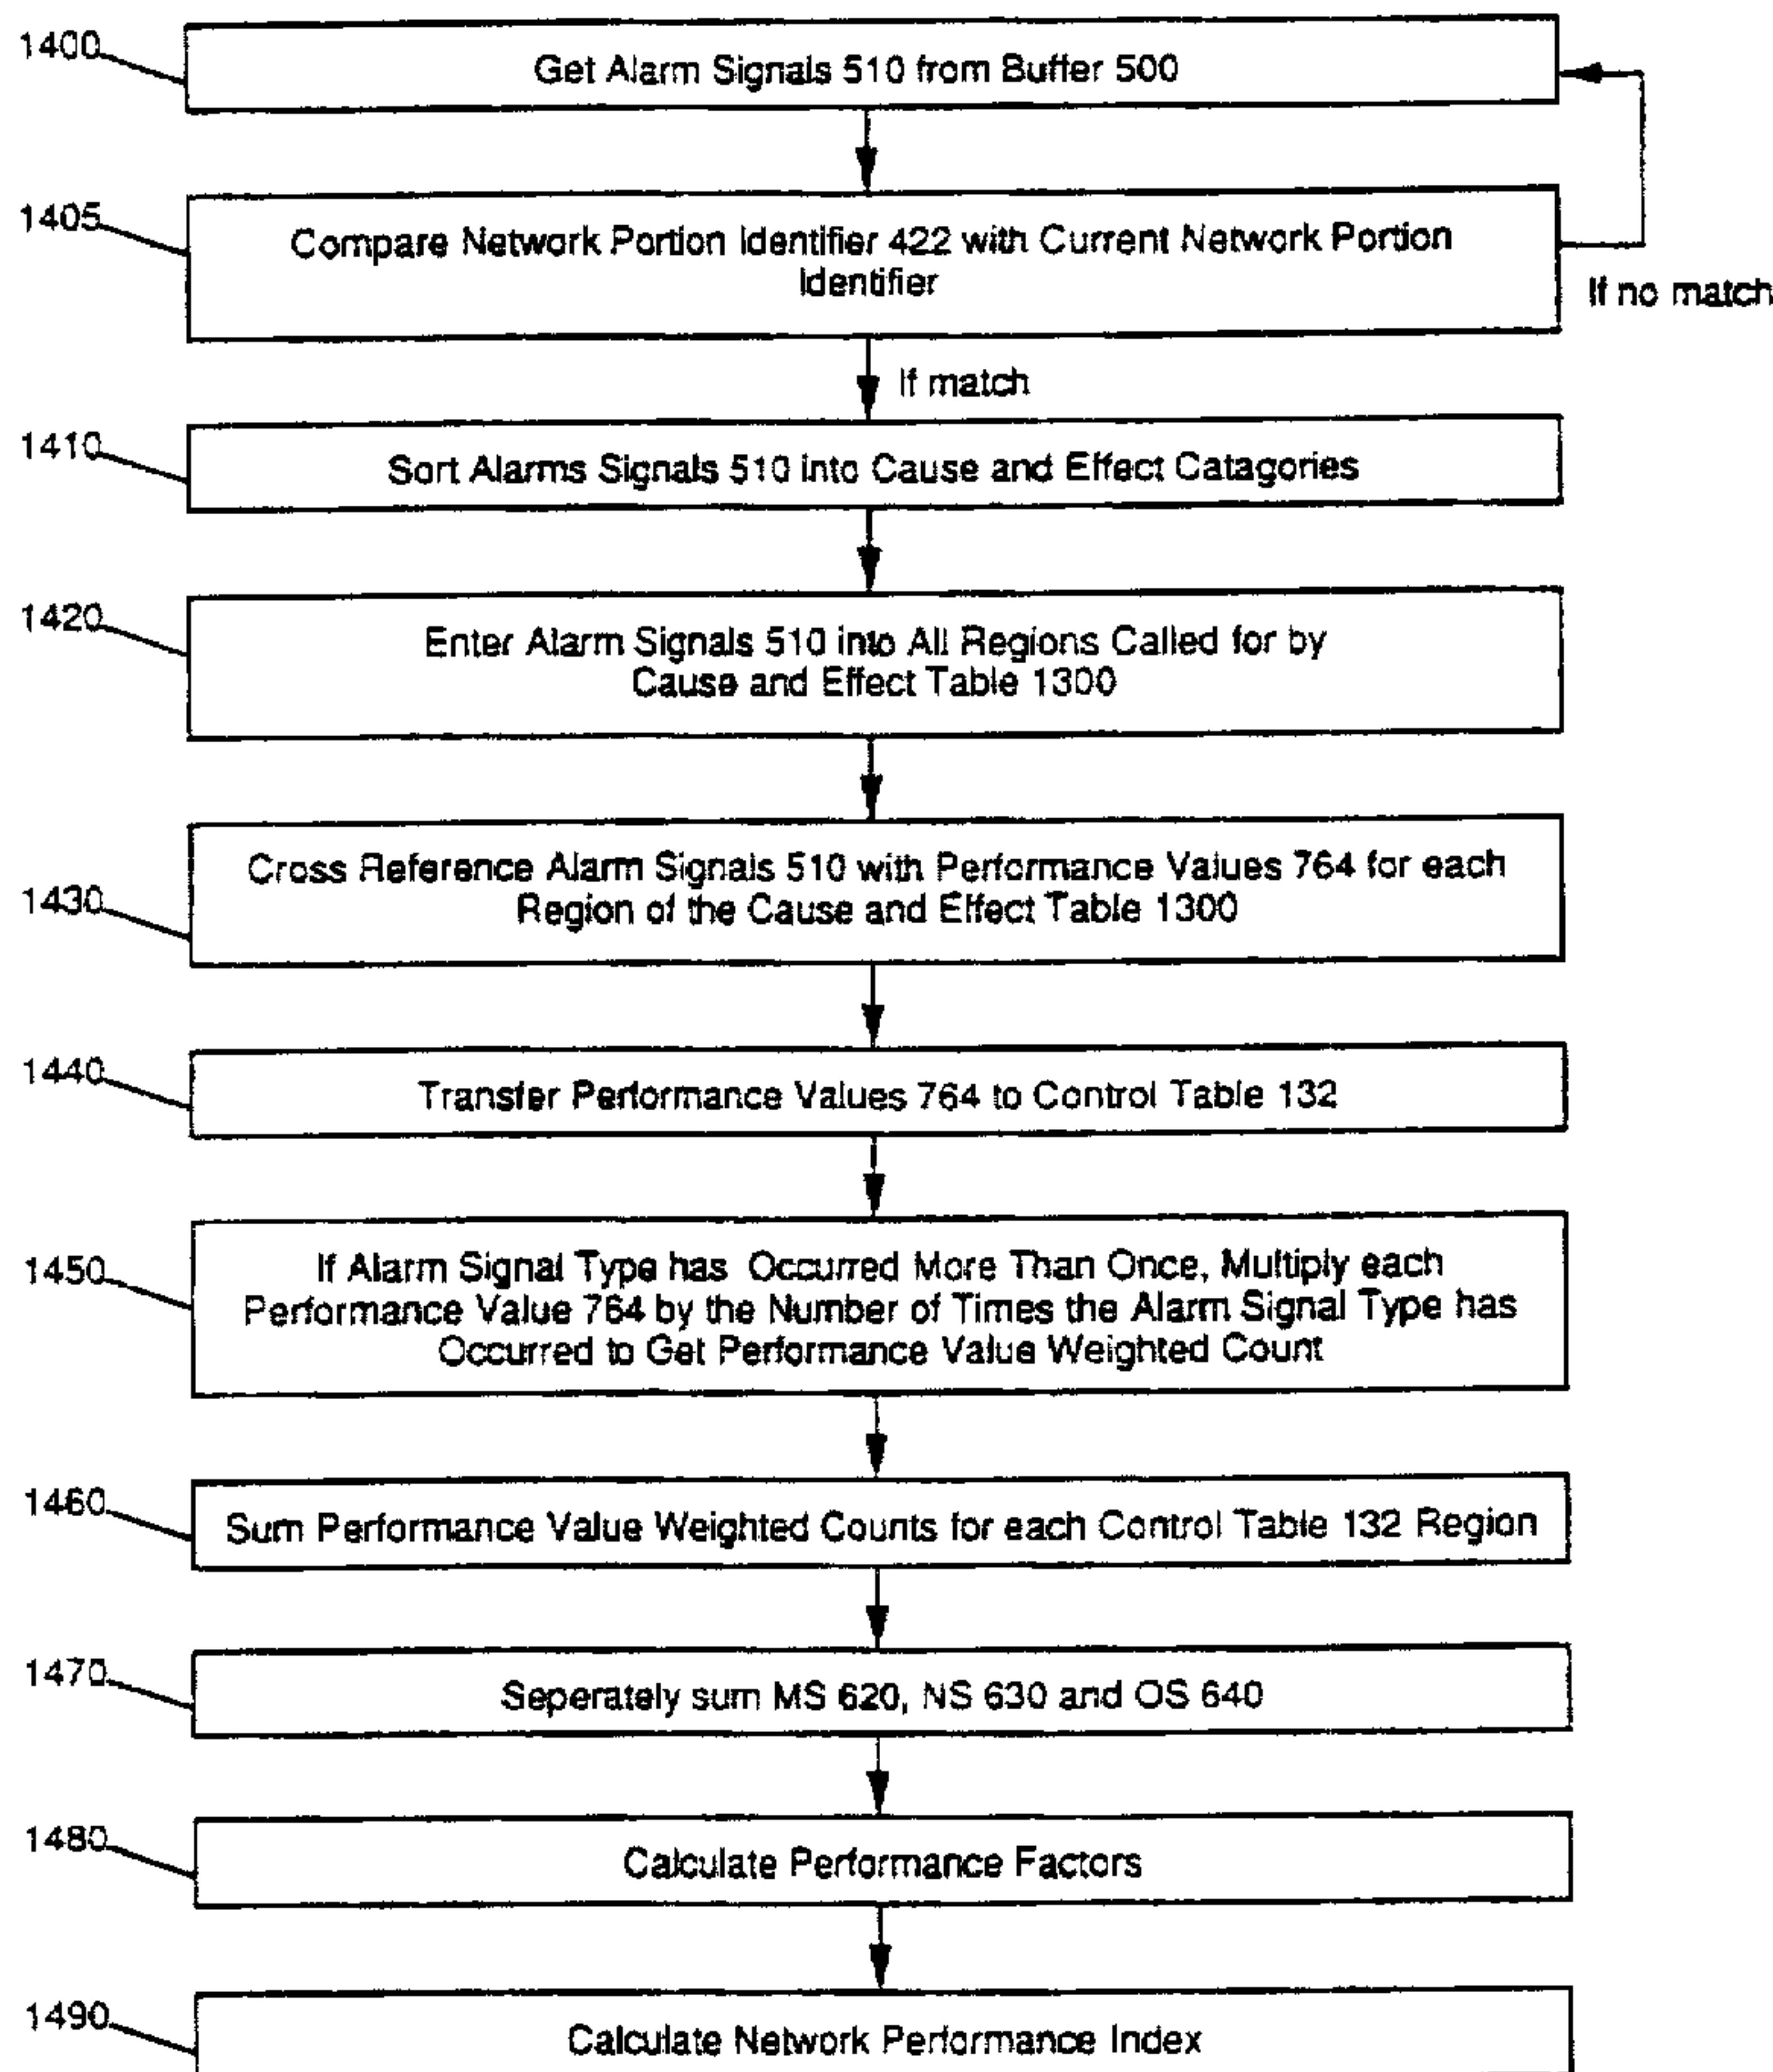 1400
Get Alarm Signals 510 from Buffer 500
1405
Compare Network Portion Identifier 422 with Current Network Portion
Identifier
If no match
If match
1410
Sort Alarms Signals 510 into Cause and Effect Catagories
1420
Enter Alarm Signals 510 into All Regions Called for by
Cause and Effect Table 1300
1430
Cross Reference Alarm Signals 510 with Performance Values 764 for each
Region of the Cause and Effect Table 1300
1440
Transfer Performance Values 764 to Control Table 132
1450
If Alarm Signal Type has Occurred More Than Once, Multiply each
Performance Value 764 by the Number of Times the Alarm Signal Type has
Occurred to Get Performance Value Weighted Count
1460
Sum Performance Value Weighted Counts for each Control Table 132 Region
1470
Seperately sum MS 620, NS 630 and OS 640
1480
Calculate Performance Factors
1490
Calculate Network Performance Index